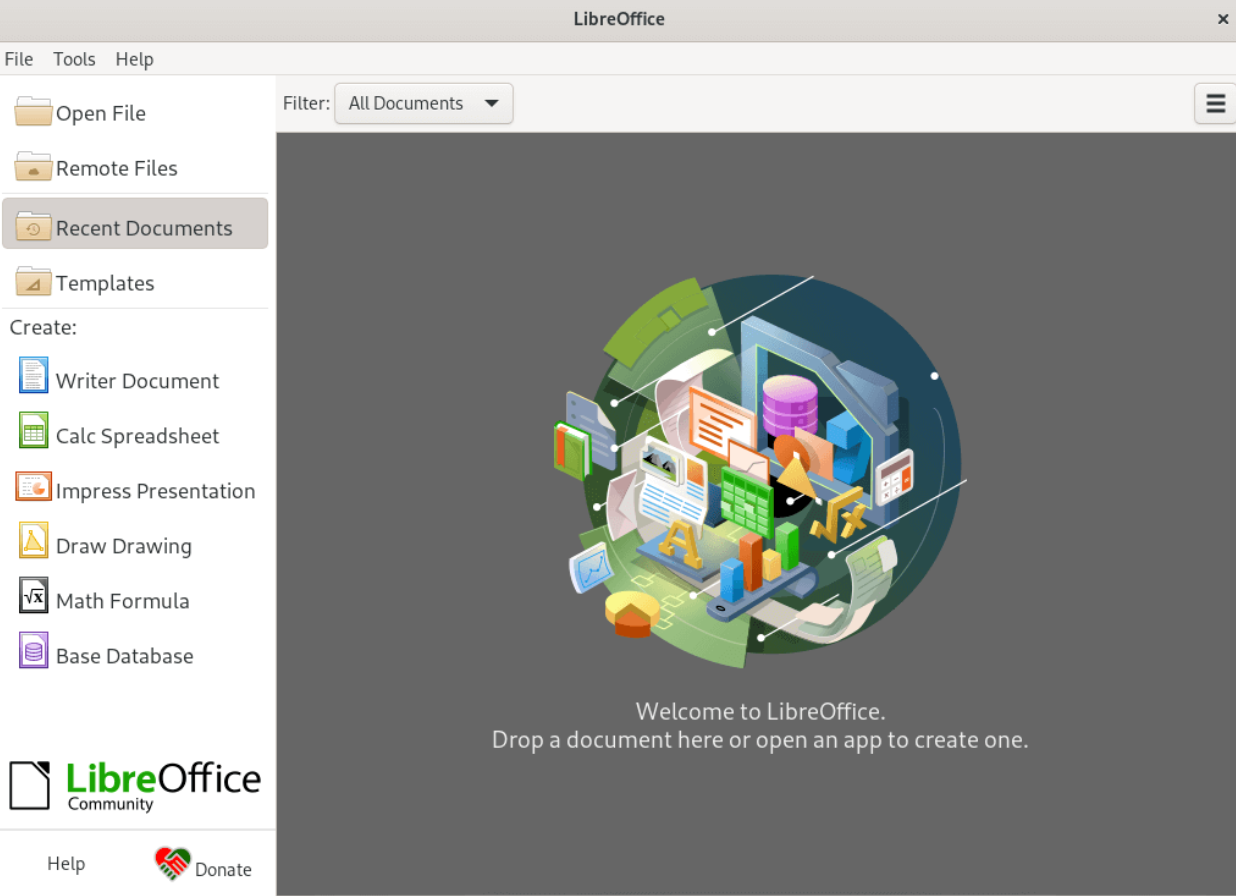 LibreOffice
File Tools Help
Open File
Remote Files
Recent Documents
Templates
Create:
Writer Document
Calc Spreadsheet
Impress Presentation
Draw Drawing
Math Formula
Base Database
LibreOffice
Community
Help
Donate
Filter: All Documents
Welcome to LibreOffice.
Drop a document here or open an app to create one.